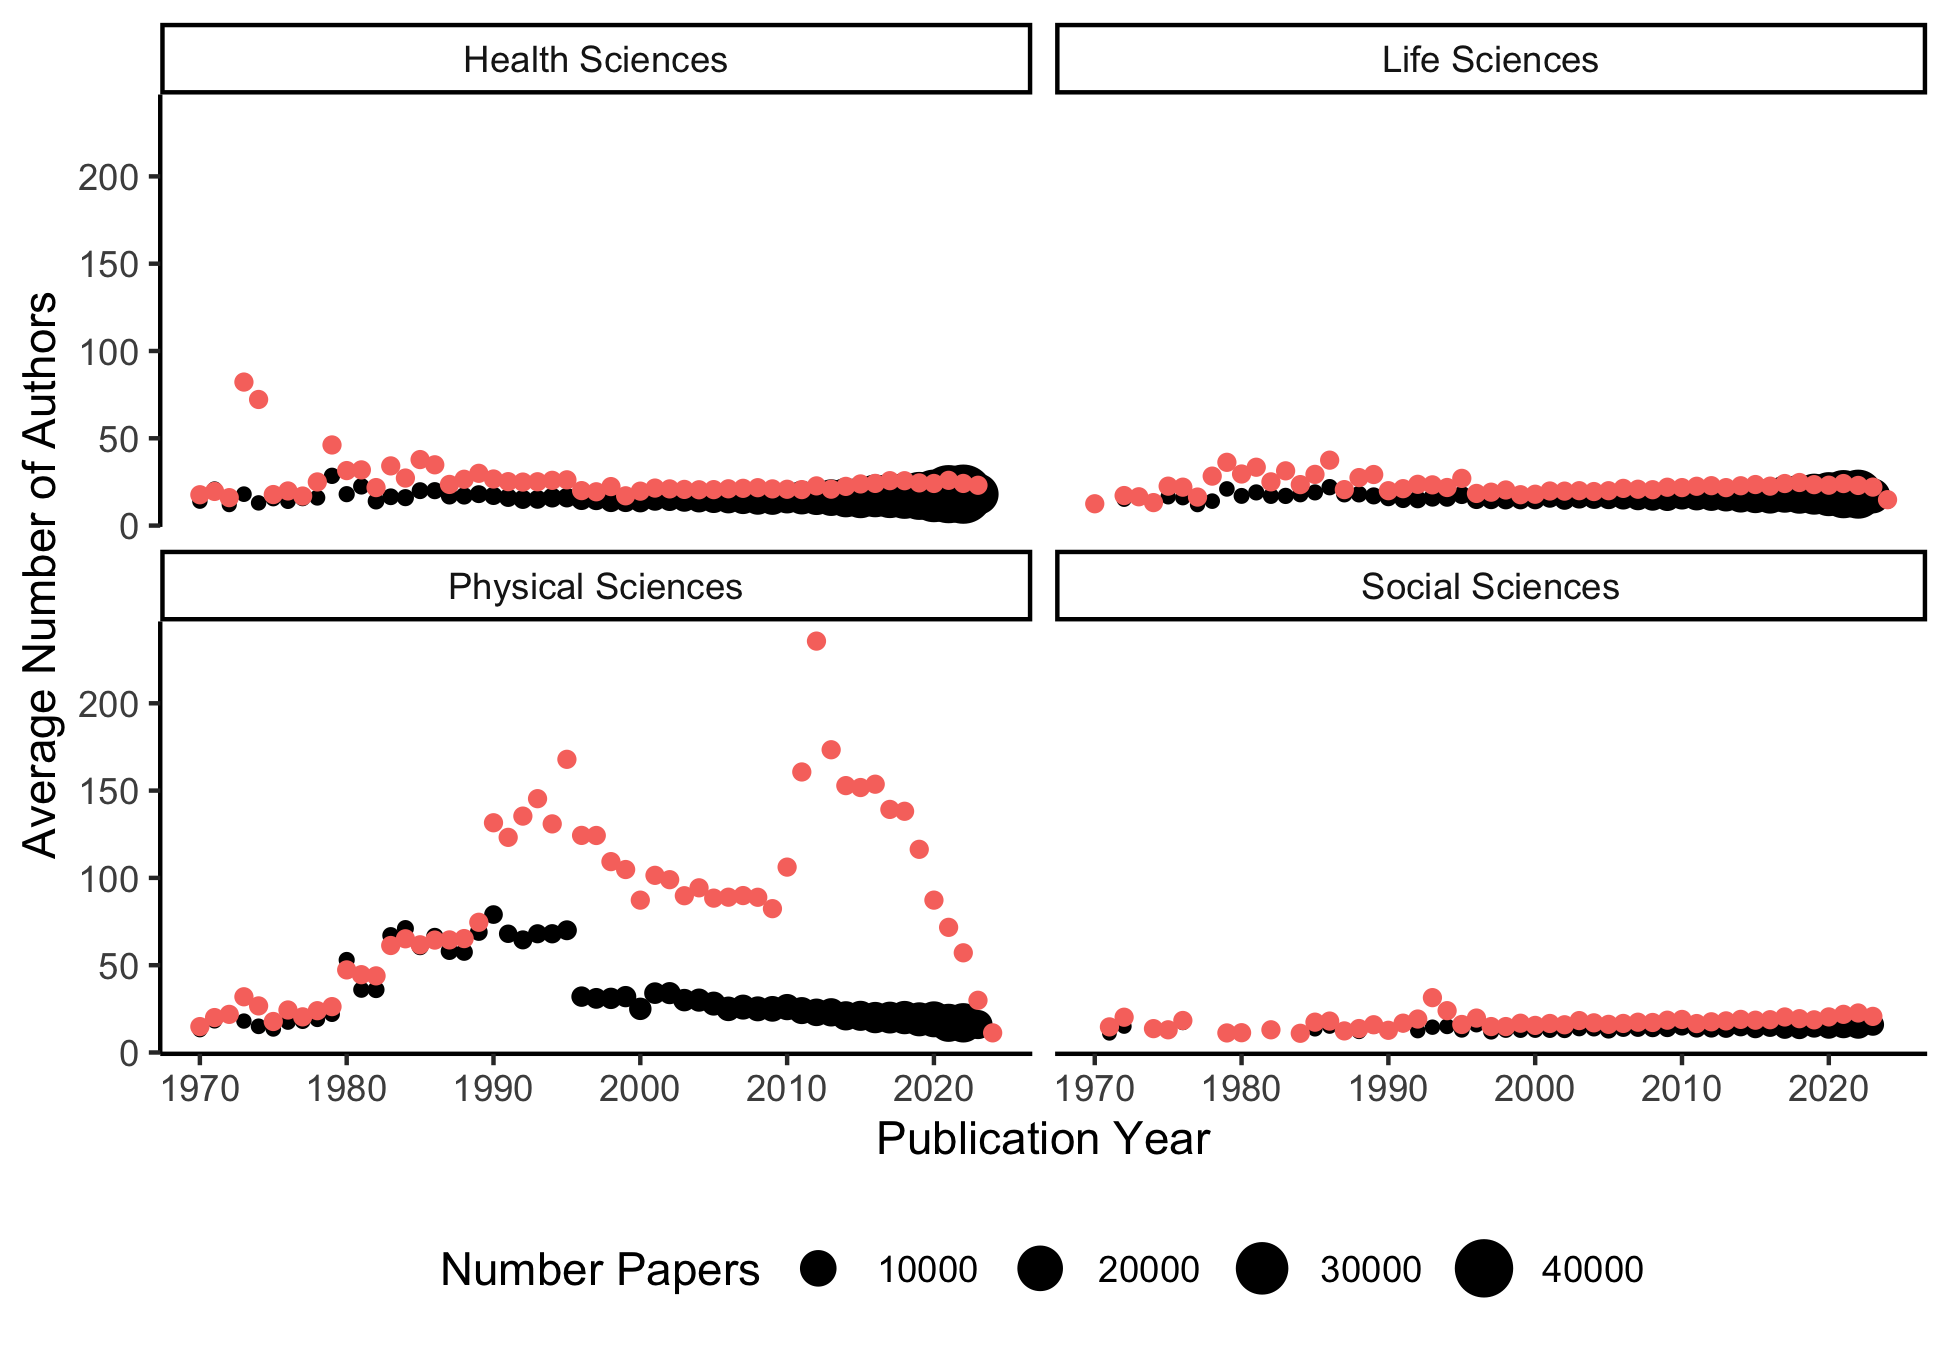 Health Sciences
Life Sciences
200
150
100
50
0
Physical Sciences
Social Sciences
200
150
100
50
0
Average Number of Authors
1970 1980 1990 2000 2010 2020
1970 1980 1990 2000 2010 2020
Publication Year
Number Papers 10000 20000 30000 40000